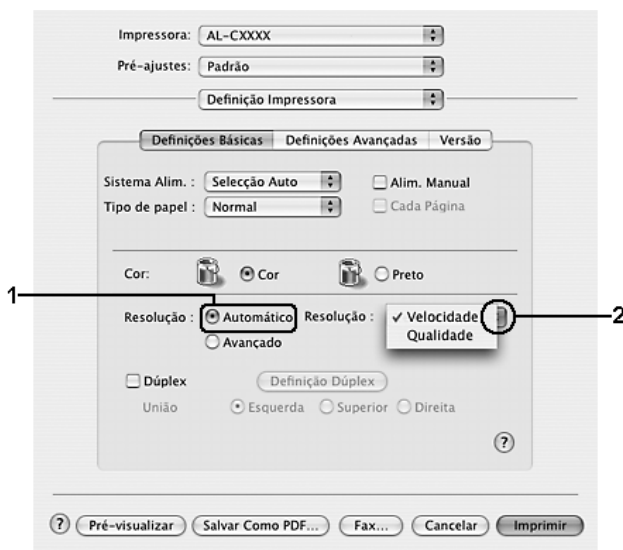 Impressora: AL-CXXXX
Pré-ajustes: Padrão
Definição Impressora
Definições Básicas Definições Avançadas Versão
Sistema Alim. : Selecção Auto Alim. Manual
Tipo de papel : Normal Cada Página
Cor: Cor Preto
1
Resolução : Automático Resolução : ✓ Velocidade 2
Avançado Qualidade
Dúplex Definição Dúplex
União Esquerda Superior Direita
?
? Pré-visualizar Salvar Como PDF... Fax... Cancelar Imprimir